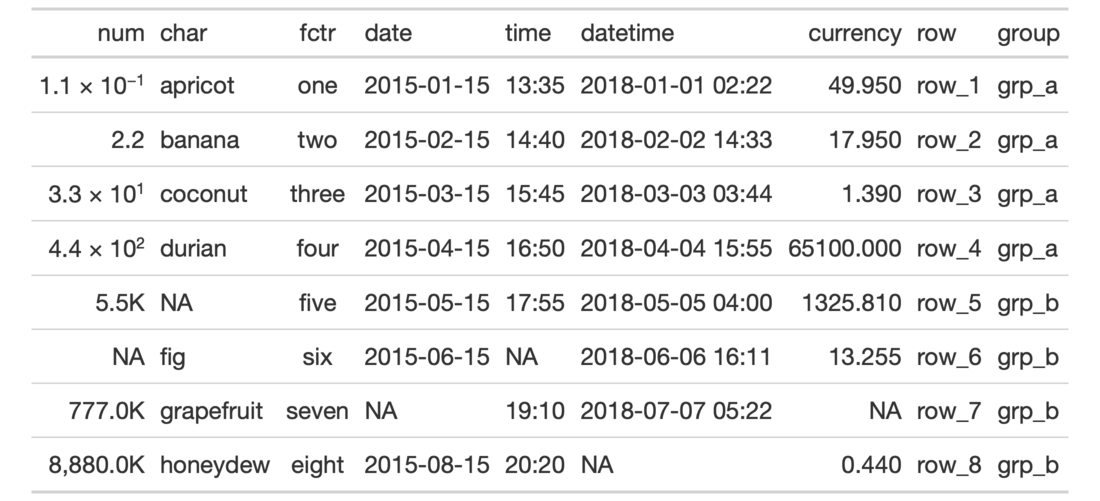 num char fctr date time datetime currency row group
1.1 × 10⁻¹ apricot one 2015-01-15 13:35 2018-01-01 02:22 49.950 row_1 grp_a
2.2 banana two 2015-02-15 14:40 2018-02-02 14:33 17.950 row_2 grp_a
3.3 × 10¹ coconut three 2015-03-15 15:45 2018-03-03 03:44 1.390 row_3 grp_a
4.4 × 10² durian four 2015-04-15 16:50 2018-04-04 15:55 65100.000 row_4 grp_a
5.5K NA five 2015-05-15 17:55 2018-05-05 04:00 1325.810 row_5 grp_b
NA fig six 2015-06-15 NA 2018-06-06 16:11 13.255 row_6 grp_b
777.0K grapefruit seven NA 19:10 2018-07-07 05:22 NA row_7 grp_b
8,880.0K honeydew eight 2015-08-15 20:20 NA 0.440 row_8 grp_b